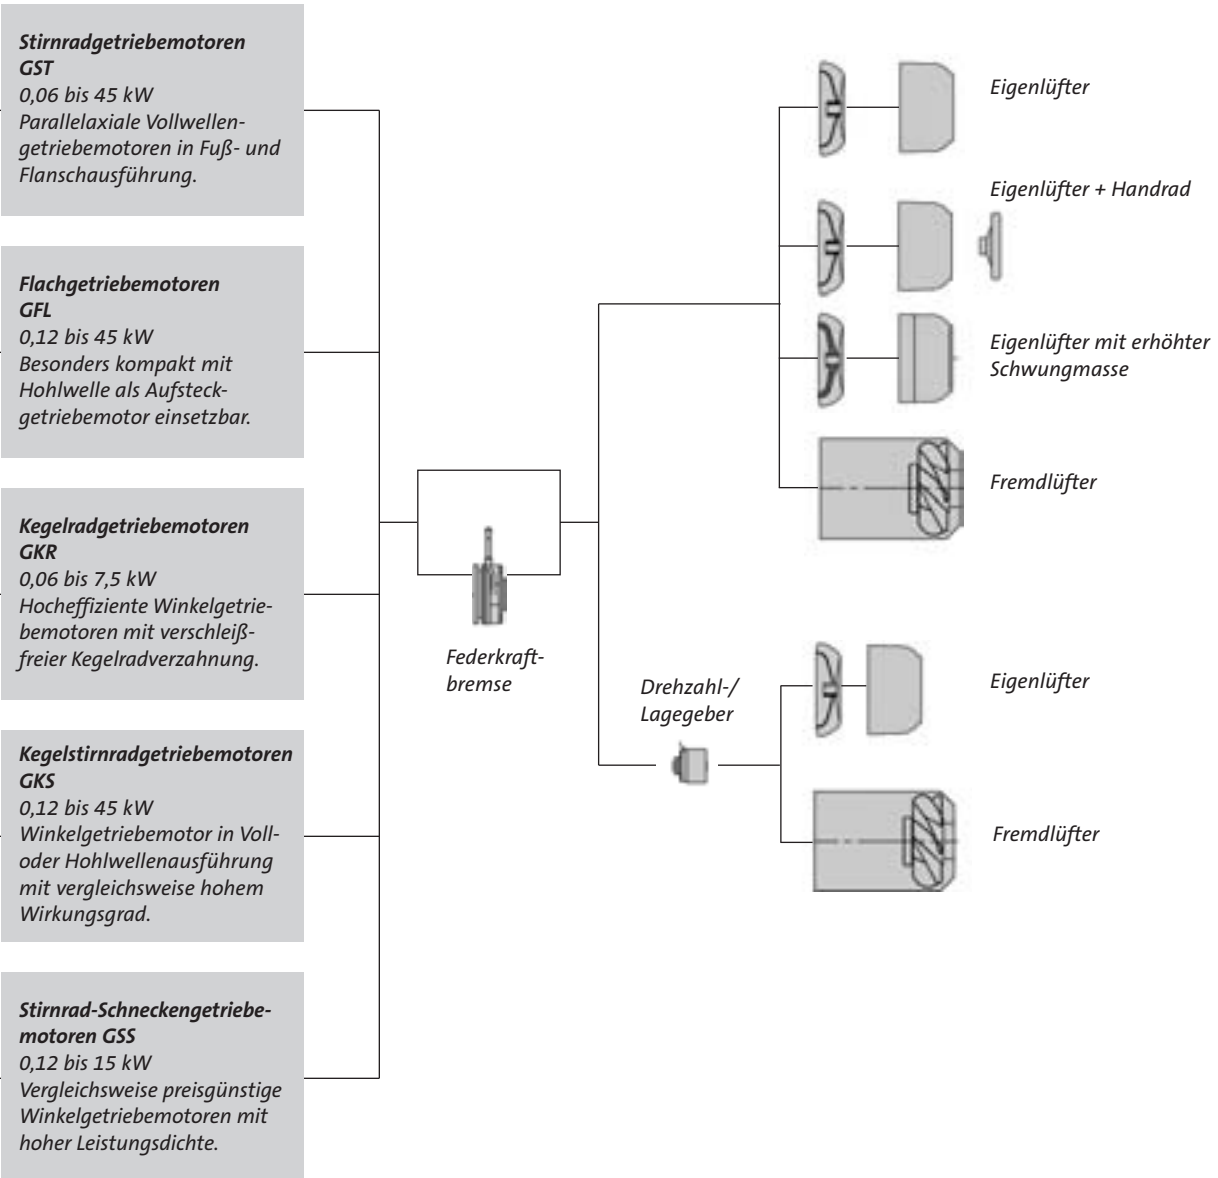 Stirnradgetriebemotoren
GST
0,06 bis 45 kW
Parallelaxiale Vollwellen-
getriebemotoren in Fuß- und
Flanschausführung.
Flachgetriebemotoren
GFL
0,12 bis 45 kW
Besonders kompakt mit
Hohlwelle als Aufsteck-
getriebemotor einsetzbar.
Kegelradgetriebemotoren
GKR
0,06 bis 7,5 kW
Hocheffiziente Winkelgetrie-
bemotoren mit verschleiß-
freier Kegelradverzahnung.
Kegelstirnradgetriebemotoren
GKS
0,12 bis 45 kW
Winkelgetriebemotor in Voll-
oder Hohlwellenausführung
mit vergleichsweise hohem
Wirkungsgrad.
Stirnrad-Schneckengetriebe-
motoren GSS
0,12 bis 15 kW
Vergleichsweise preisgünstige
Winkelgetriebemotoren mit
hoher Leistungsdichte.
Federkraft-
bremse
Drehzahl-/
Lagegeber
Eigenlüfter
Eigenlüfter + Handrad
Eigenlüfter mit erhöhter
Schwungmasse
Fremdlüfter
Eigenlüfter
Fremdlüfter